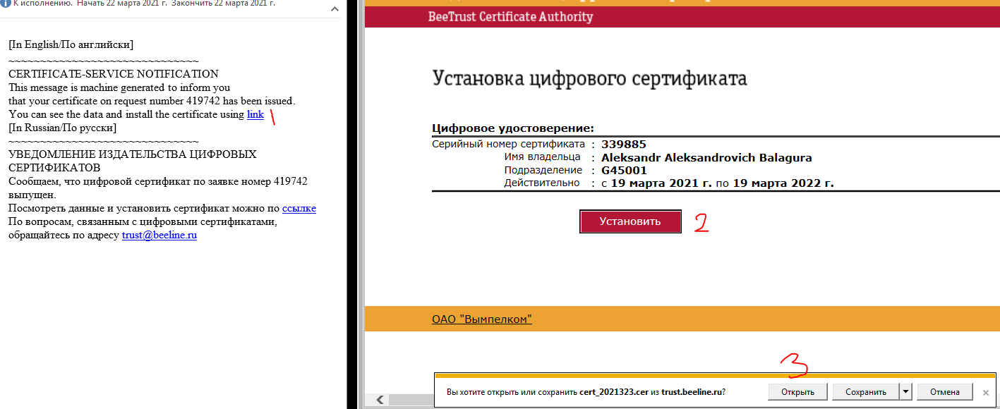 К исполнению. Начать 22 марта 2021 г. Закончить 22 марта 2021 г.
[In English/По английски]
~~~~~~~~~~~~~~~~~~~~~~~~~~~~~~
CERTIFICATE-SERVICE NOTIFICATION
This message is machine generated to inform you
that your certificate on request number 419742 has been issued.
You can see the data and install the certificate using link
1
[In Russian/По русски]
~~~~~~~~~~~~~~~~~~~~~~~~~~~~~~
УВЕДОМЛЕНИЕ ИЗДАТЕЛЬСТВА ЦИФРОВЫХ
СЕРТИФИКАТОВ
Сообщаем, что цифровой сертификат по заявке номер 419742
выпущен.
Посмотреть данные и установить сертификат можно по ссылке
По вопросам, связанным с цифровыми сертификатами,
обращайтесь по адресу trust@beeline.ru
BeeTrust Certificate Authority
Установка цифрового сертификата
Цифровое удостоверение:
Серийный номер сертификата : 339885
Имя владельца : Aleksandr Aleksandrovich Balagura
Подразделение : G45001
Действительно : с 19 марта 2021 г. по 19 марта 2022 г.
Установить 2
ОАО "Вымпелком"
3
Вы хотите открыть или сохранить cert_2021323.cer из trust.beeline.ru?
Открыть
Сохранить
Отмена